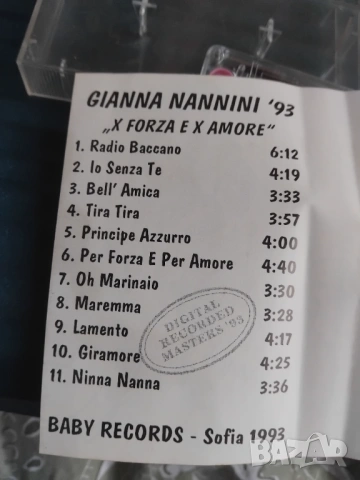 GIANNA NANNINI '93
„X FORZA E X AMORE“
1. Radio Baccano 6:12
2. Io Senza Te 4:19
3. Bell' Amica 3:33
4. Tira Tira 3:57
5. Principe Azzurro 4:00
6. Per Forza E Per Amore 4:40
7. Oh Marinaio 3:30
8. Maremma 3:28
9. Lamento 4:17
10. Giramore 4:25
11. Ninna Nanna 3:36
DIGITAL
RECORDED
MASTERS '93
BABY RECORDS - Sofia 1993
BAZAR